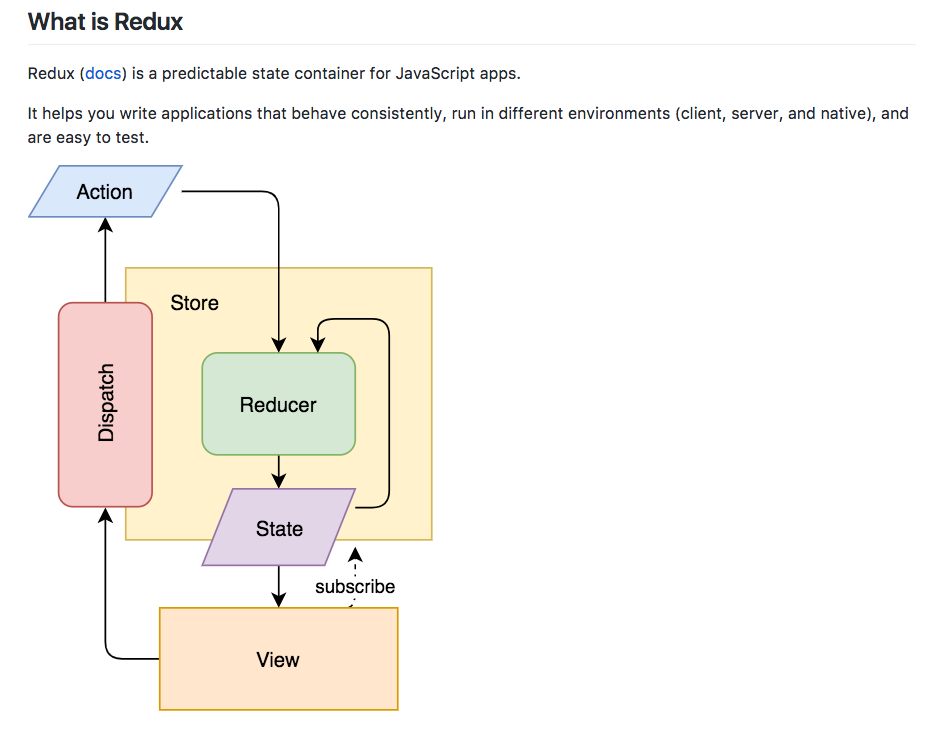 What is Redux
Redux (docs) is a predictable state container for JavaScript apps.
It helps you write applications that behave consistently, run in different environments (client, server, and native), and
are easy to test.
Action
Store
Dispatch
Reducer
State
subscribe
View